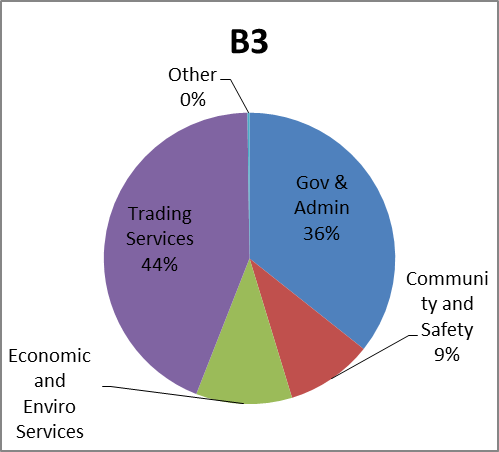 B3
Other
0%
Gov &
Admin
36%
Trading
Services
44%
Communi
ty and
Safety
9%
Economic
and
Enviro
Services